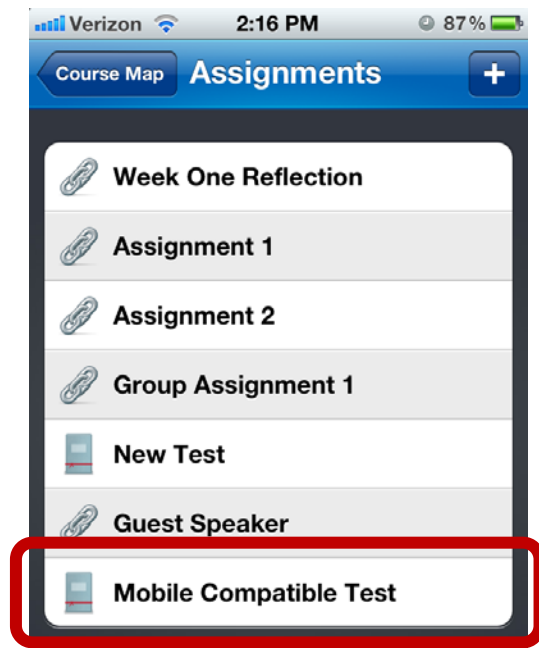 Verizon 2:16 PM 87%
Course Map Assignments +
Week One Reflection
Assignment 1
Assignment 2
Group Assignment 1
New Test
Guest Speaker
Mobile Compatible Test